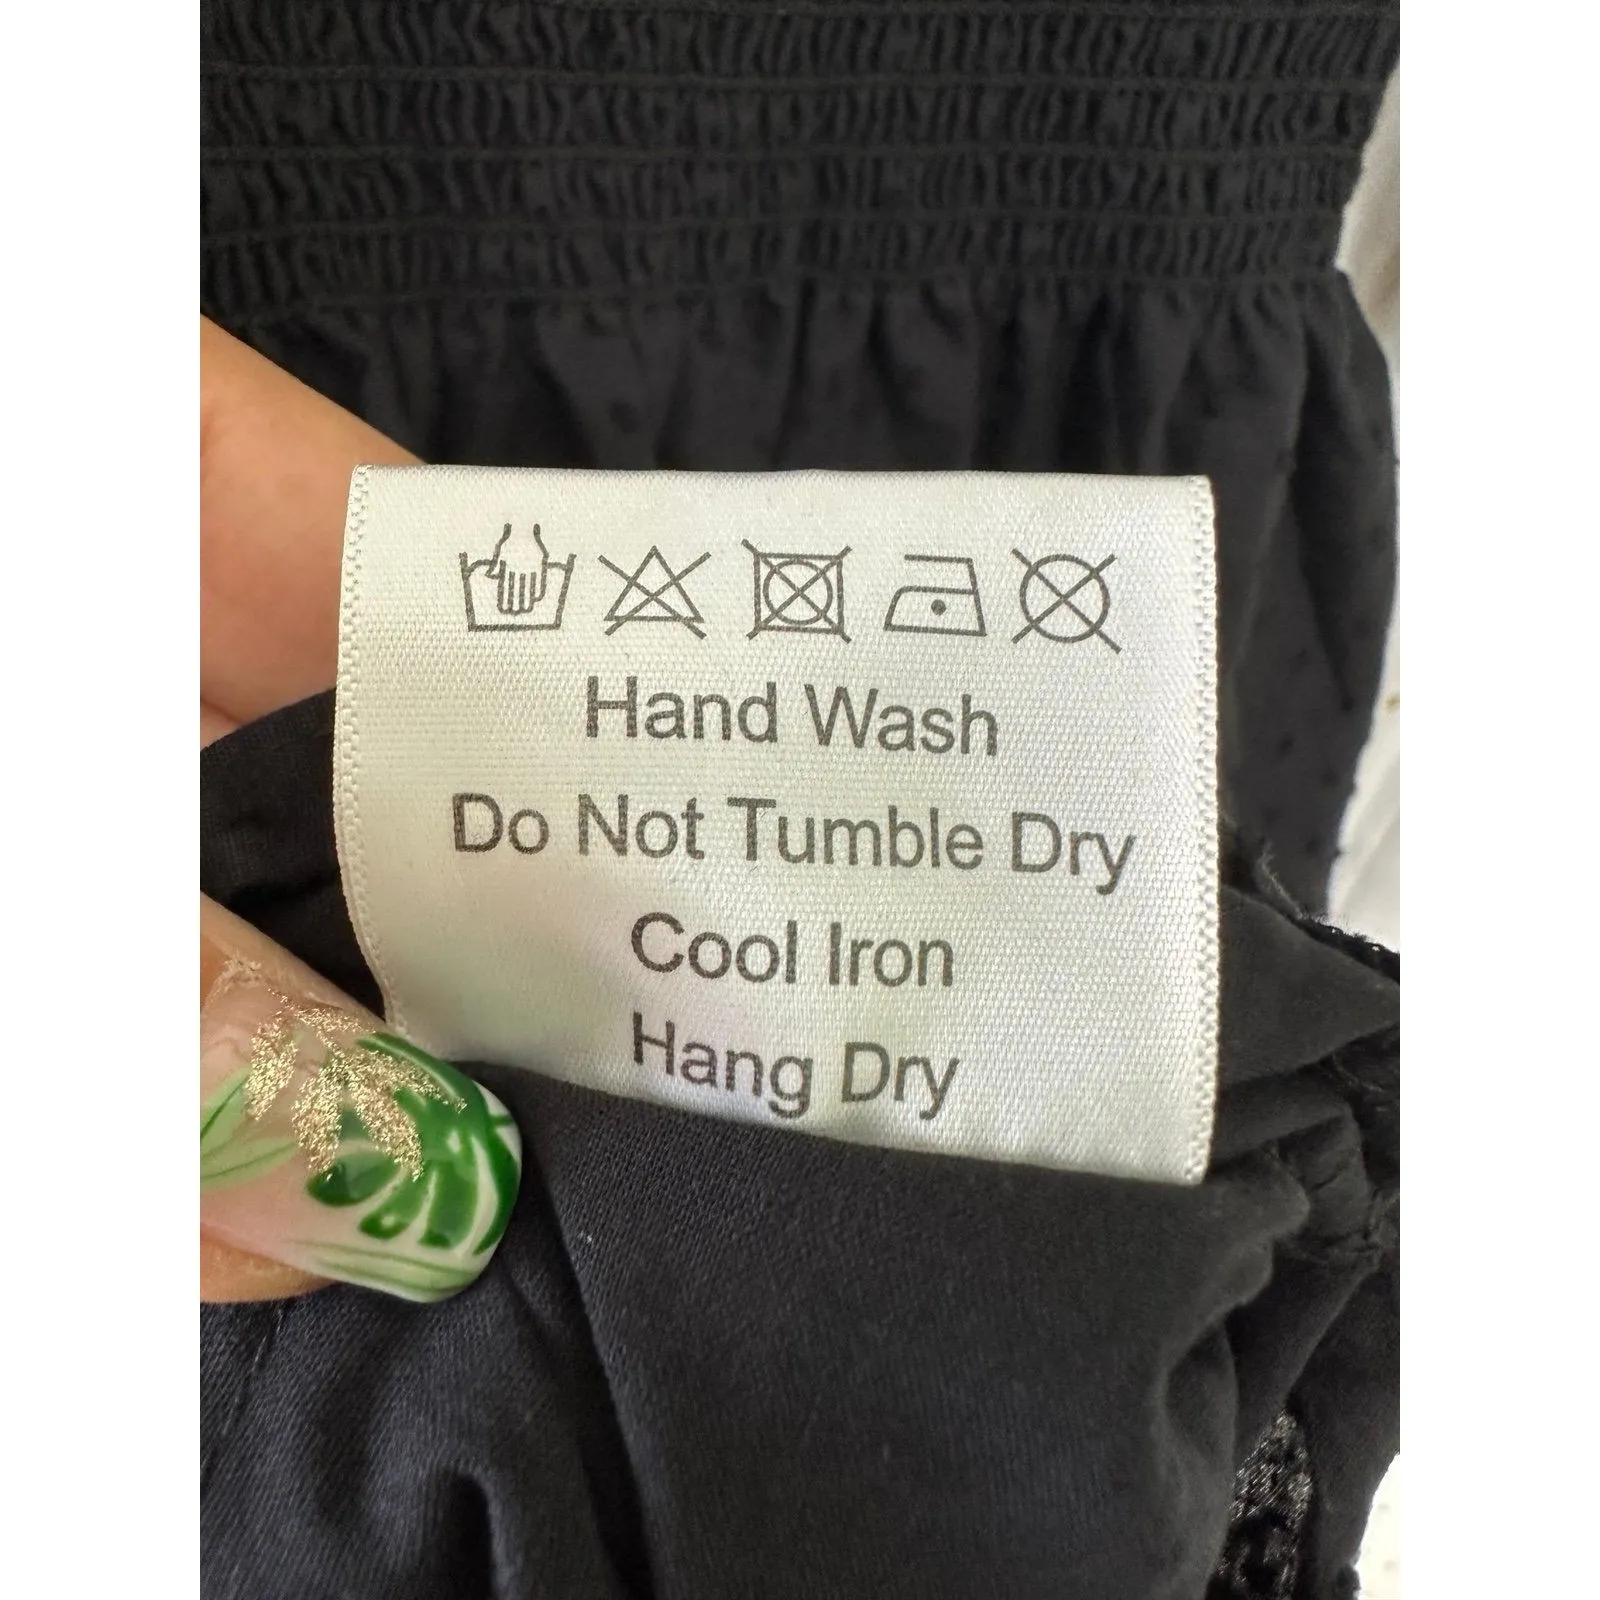 Hand Wash
Do Not Tumble Dry
Cool Iron
Hang Dry